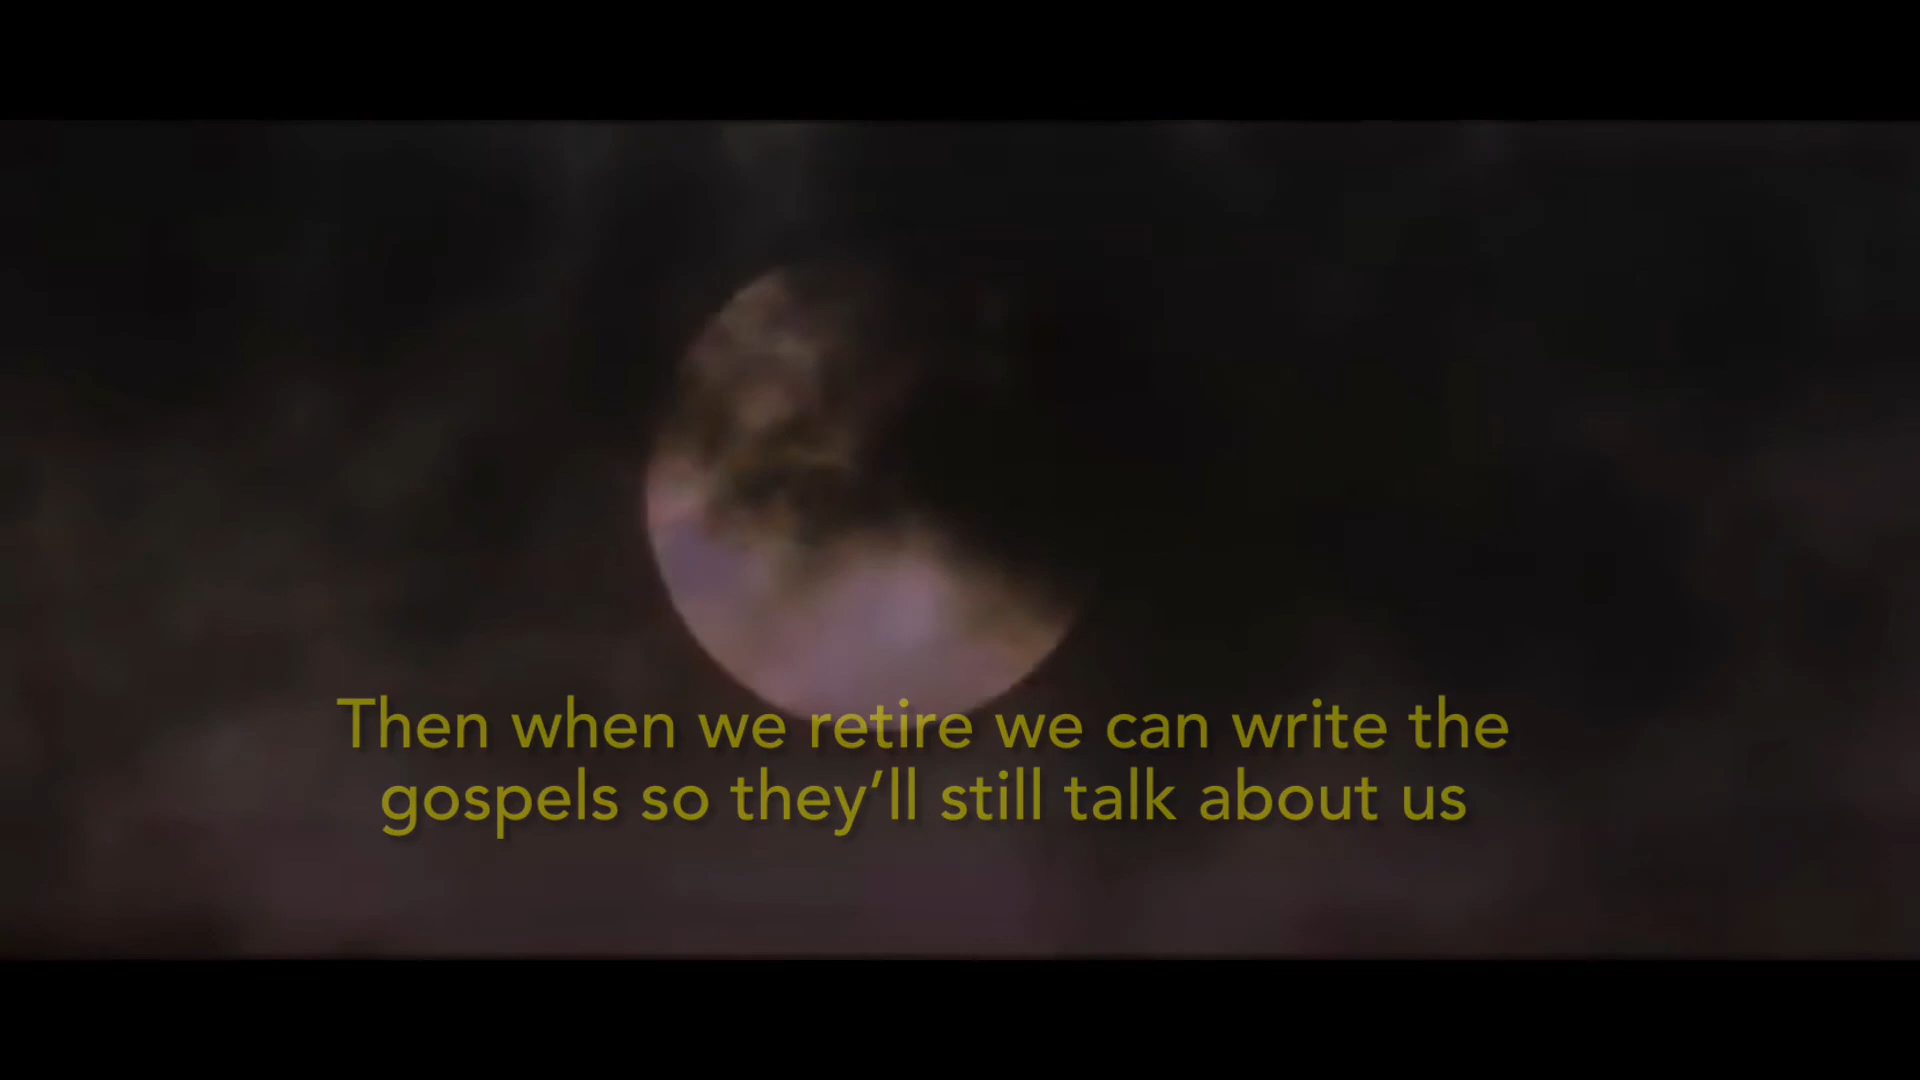 Then when we retire we can write the
gospels so they’ll still talk about us